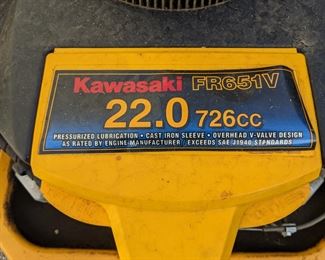 Kawasaki FR651V
22.0 726cc
PRESSURIZED LUBRICATION • CAST IRON SLEEVE • OVERHEAD V-VALVE DESIGN
AS RATED BY ENGINE MANUFACTURER / EXCEEDS SAE J1940 STANDARDS